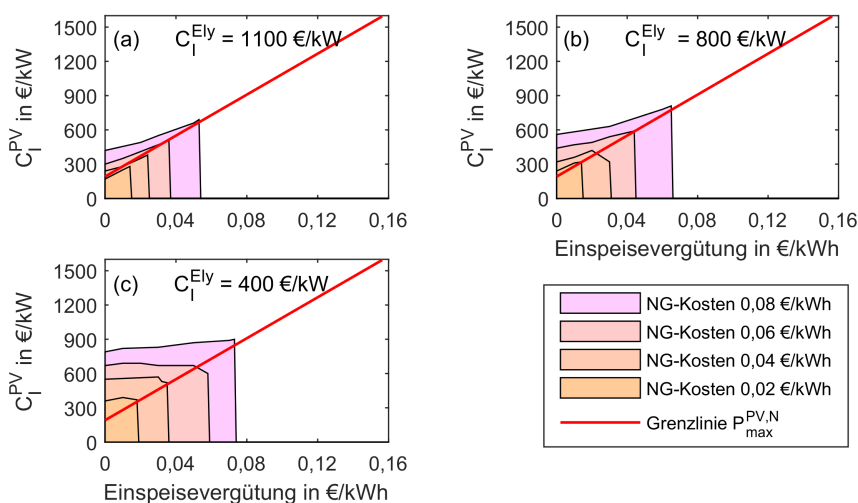 (a) C_I^Ely = 1100 €/kW
C_I^PV in €/kW
1500
1200
900
600
300
0
0 0,04 0,08 0,12 0,16
(b) C_I^Ely = 800 €/kW
C_I^PV in €/kW
1500
1200
900
600
300
0
0 0,04 0,08 0,12 0,16
Einspeisevergütung in €/kWh
(c) C_I^Ely = 400 €/kW
C_I^PV in €/kW
1500
1200
900
600
300
0
0 0,04 0,08 0,12 0,16
Einspeisevergütung in €/kWh
NG-Kosten 0,08 €/kWh
NG-Kosten 0,06 €/kWh
NG-Kosten 0,04 €/kWh
NG-Kosten 0,02 €/kWh
Grenzlinie P_max^PV,N